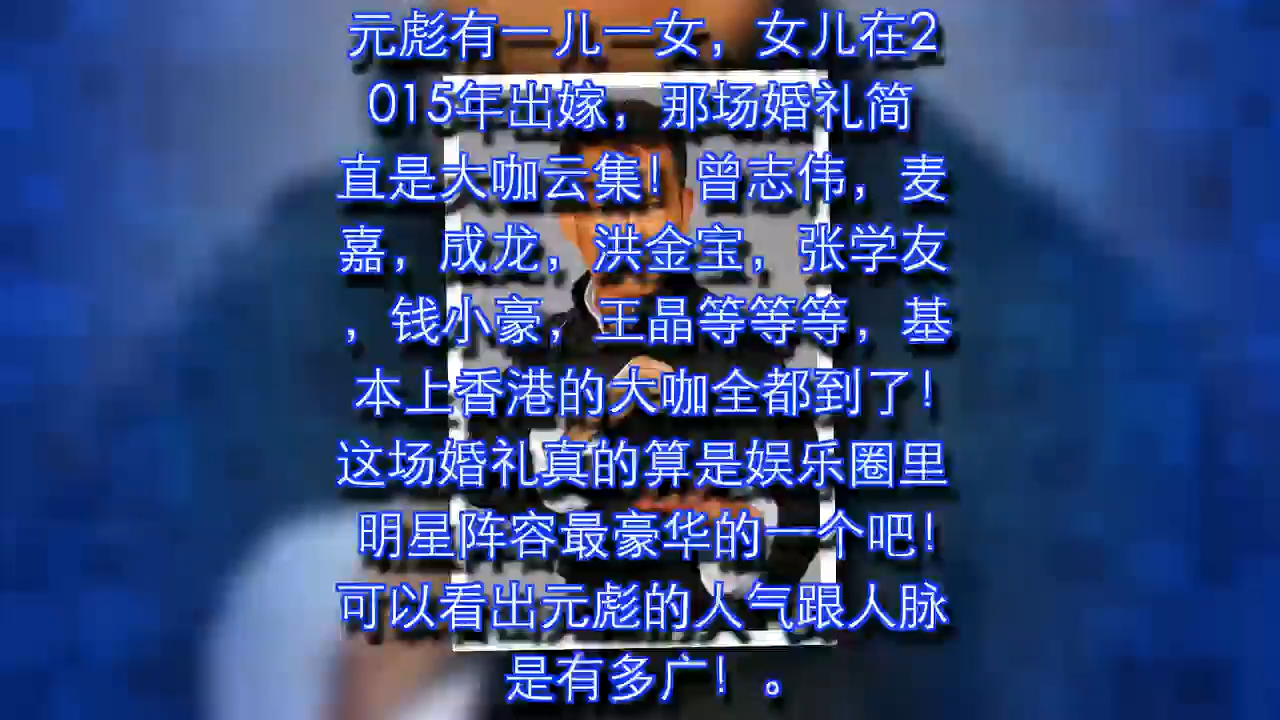 元彪有一儿一女，女儿在2
015年出嫁，那场婚礼简
直是大咖云集！曾志伟，麦
嘉，成龙，洪金宝，张学友
，钱小豪，王晶等等等，基
本上香港的大咖全都到了！
这场婚礼真的算是娱乐圈里
明星阵容最豪华的一个吧！
可以看出元彪的人气跟人脉
是有多广！。